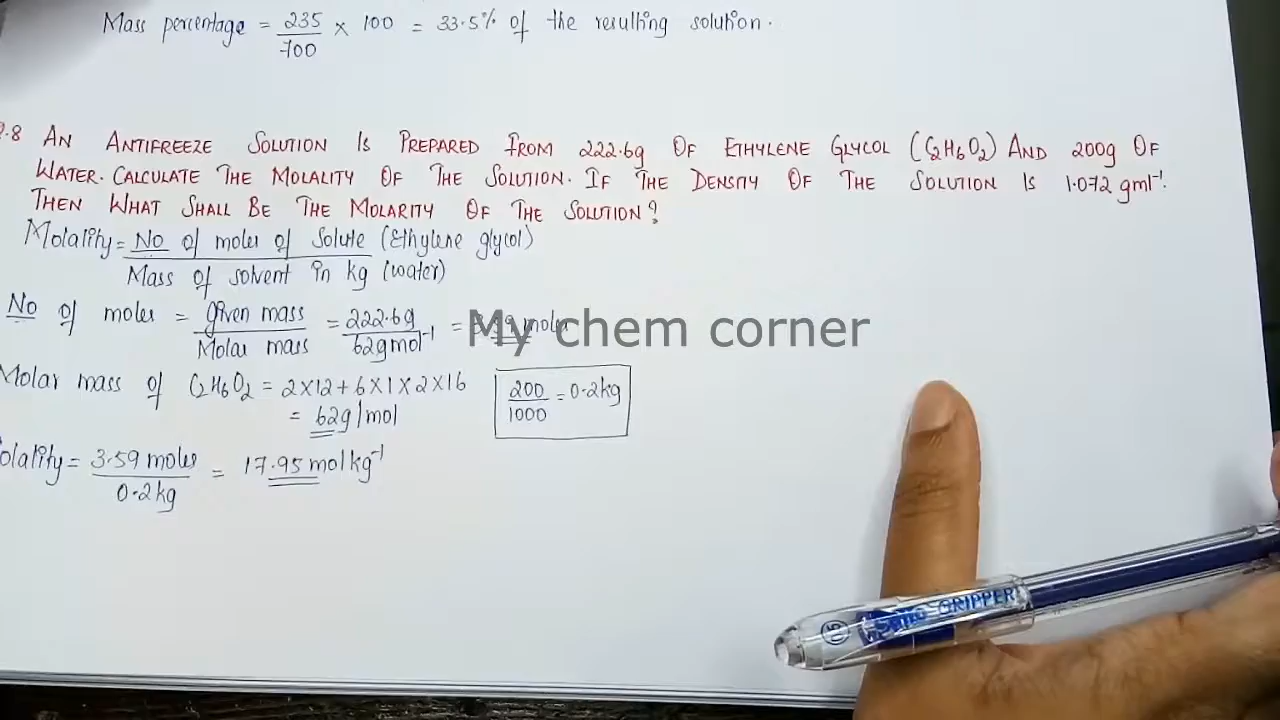 Mass percentage = 235/700 × 100 = 33.5% of the resulting solution.
.8 AN ANTIFREEZE SOLUTION IS PREPARED FROM 222.6g OF ETHYLENE GLYCOL (C2H6O2) AND 200g OF
WATER. CALCULATE THE MOLALITY OF THE SOLUTION. IF THE DENSITY OF THE SOLUTION IS 1.072 gml⁻¹.
THEN WHAT SHALL BE THE MOLARITY OF THE SOLUTION?
Molality = No of moles of Solute (Ethylene glycol)
Mass of solvent in kg (water)
No of moles = given mass / Molar mass = 222.6g / 62gmol⁻¹ = 3.59 moles
My chem corner
Molar mass of C2H6O2 = 2×12+6×1×2×16
= 62g/mol
200/1000 = 0.2kg
olality = 3.59 moles / 0.2kg = 17.95 mol kg⁻¹
GRIPPER